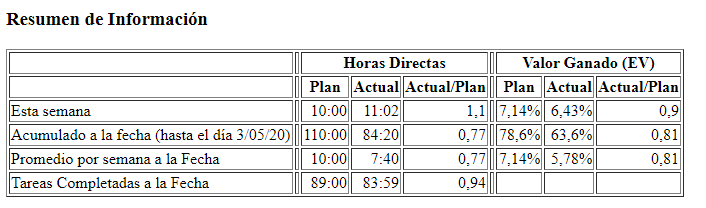 Resumen de Información
Horas Directas Valor Ganado (EV)
Plan Actual Actual/Plan Plan Actual Actual/Plan
Esta semana 10:00 11:02 1,1 7,14% 6,43% 0,9
Acumulado a la fecha (hasta el día 3/05/20) 110:00 84:20 0,77 78,6% 63,6% 0,81
Promedio por semana a la Fecha 10:00 7:40 0,77 7,14% 5,78% 0,81
Tareas Completadas a la Fecha 89:00 83:59 0,94